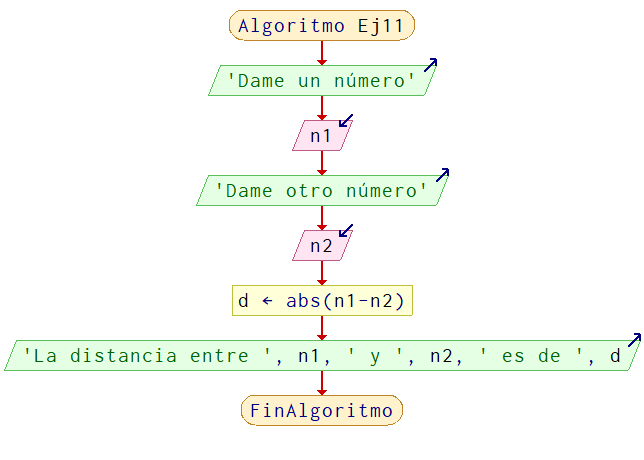 Algoritmo Ej11
'Dame un número'
n1
'Dame otro número'
n2
d ← abs(n1-n2)
'La distancia entre ', n1, ' y ', n2, ' es de ', d
FinAlgoritmo